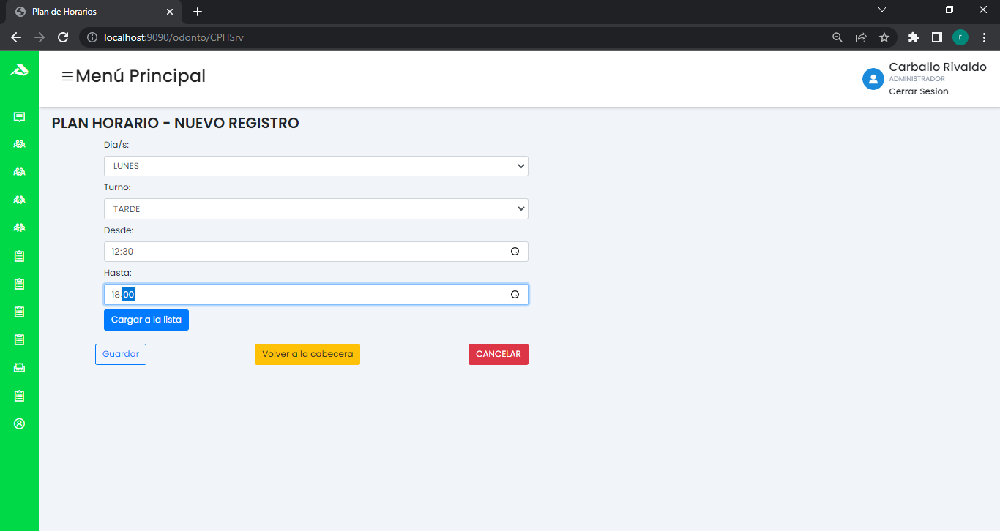 Plan de Horarios
localhost:9090/odonto/CPHSrv
r
Menú Principal
Carballo Rivaldo
ADMINISTRADOR
Cerrar Sesion
PLAN HORARIO - NUEVO REGISTRO
Dia/s:
LUNES
Turno:
TARDE
Desde:
12:30
Hasta:
18:00
Cargar a la lista
Guardar
Volver a la cabecera
CANCELAR